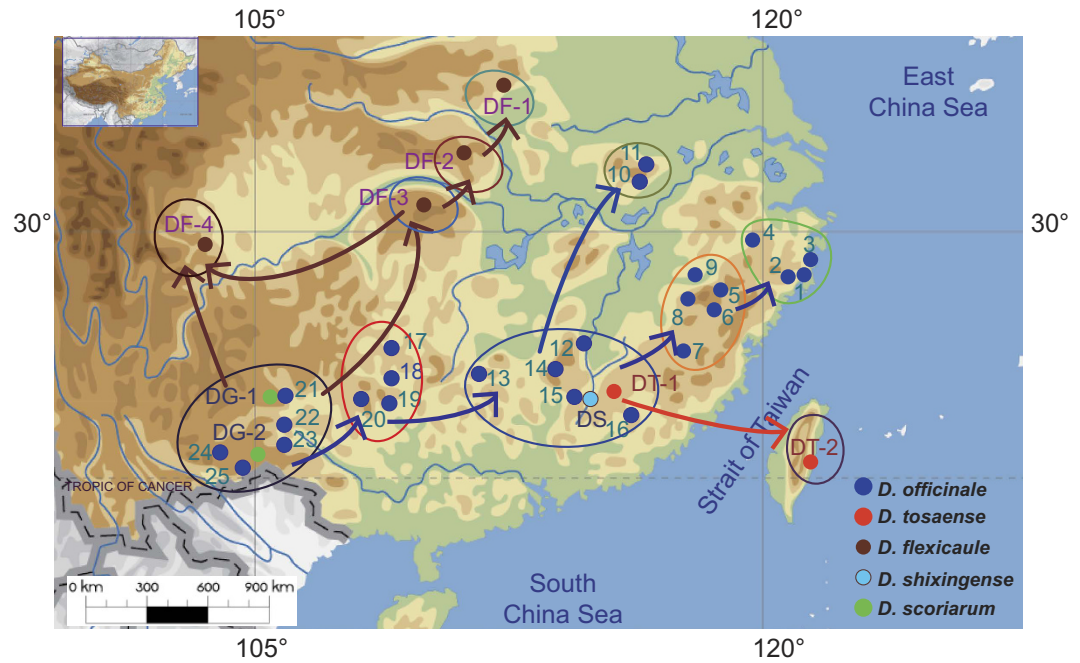 105°
120°
East
China Sea
DF-1
DF-2
11
10
DF-3
30°
DF-4
30°
4
3
2
1
9
5
8
6
7
17
12
18
14
13
19
15
20
DS
DT-1
16
DG-1
21
22
DG-2
23
24
25
Strait of Taiwan
DT-2
TROPIC OF CANCER
D. officinale
D. tosaense
D. flexicaule
D. shixingense
D. scoriarum
0 km 300 600 900 km
South
China Sea
105°
120°